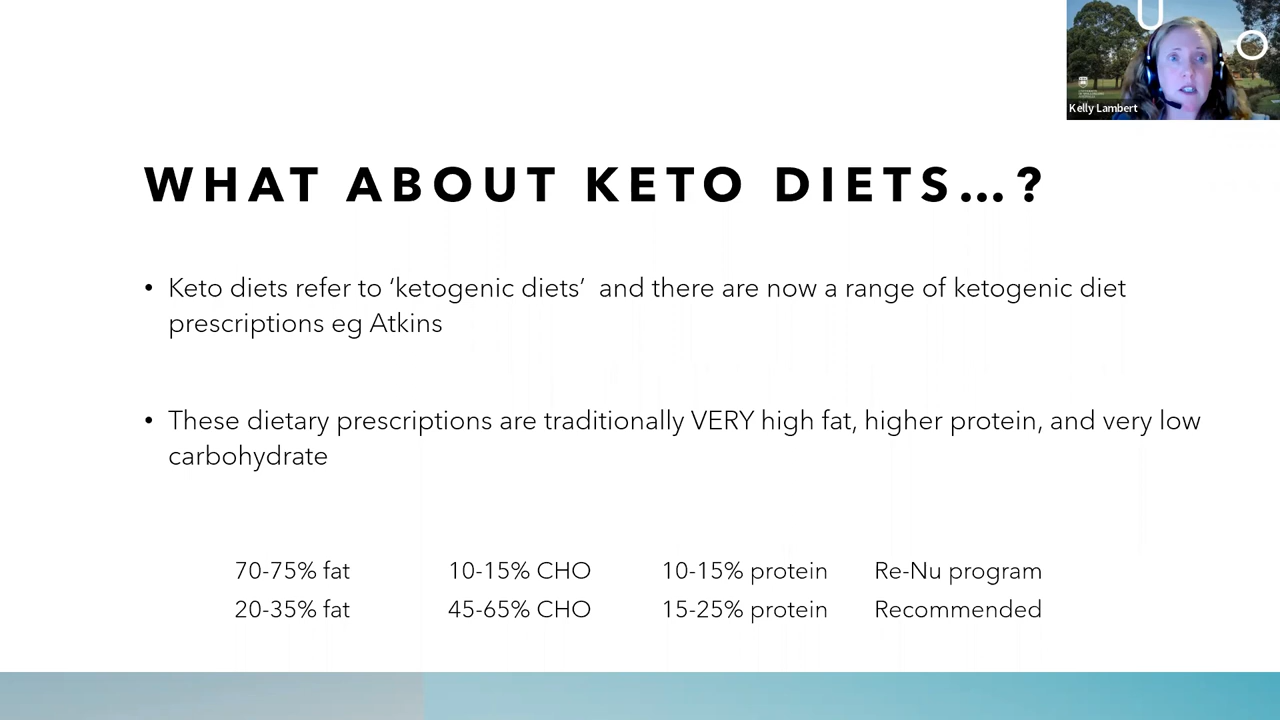 Kelly Lambert
WHAT ABOUT KETO DIETS...?
• Keto diets refer to ‘ketogenic diets’  and there are now a range of ketogenic diet
prescriptions eg Atkins
• These dietary prescriptions are traditionally VERY high fat, higher protein, and very low
carbohydrate
70-75% fat 10-15% CHO 10-15% protein Re-Nu program
20-35% fat 45-65% CHO 15-25% protein Recommended